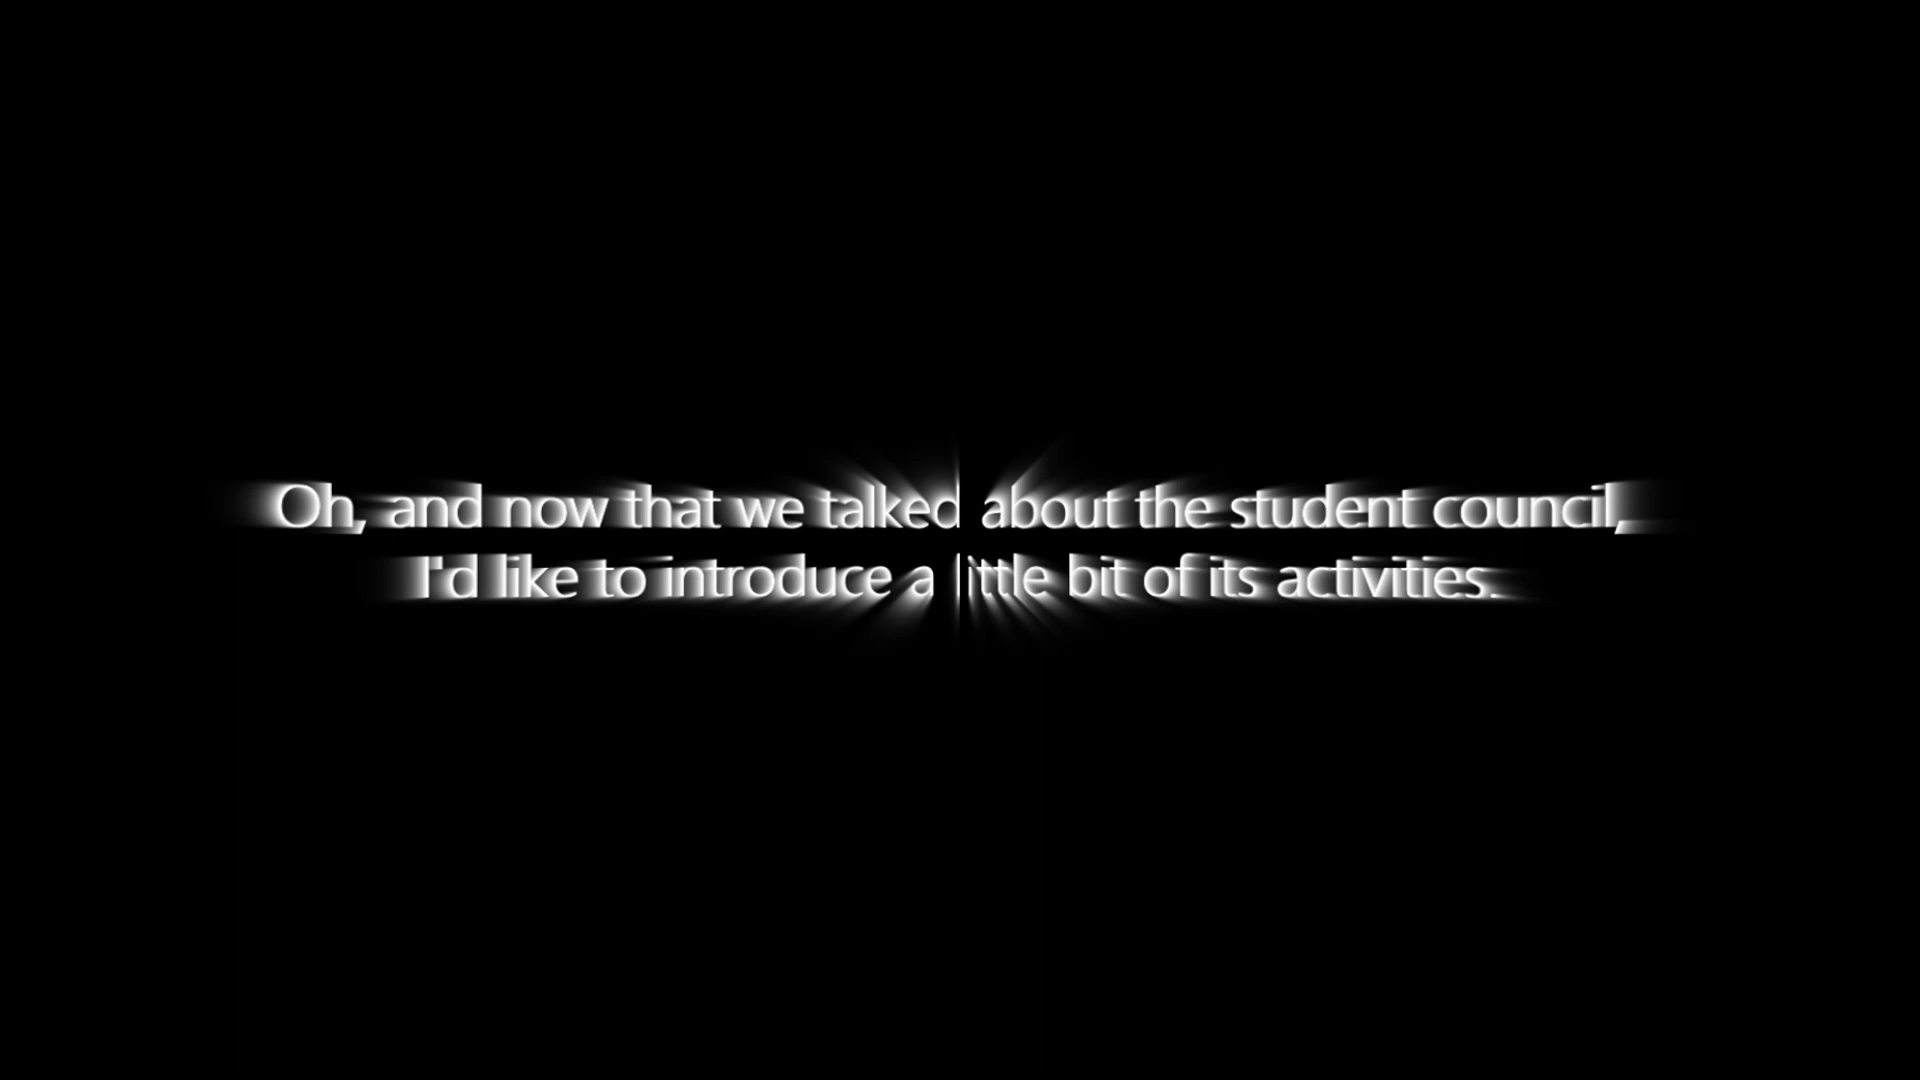 Oh, and now that we talked about the student council,
I'd like to introduce a little bit of its activities.